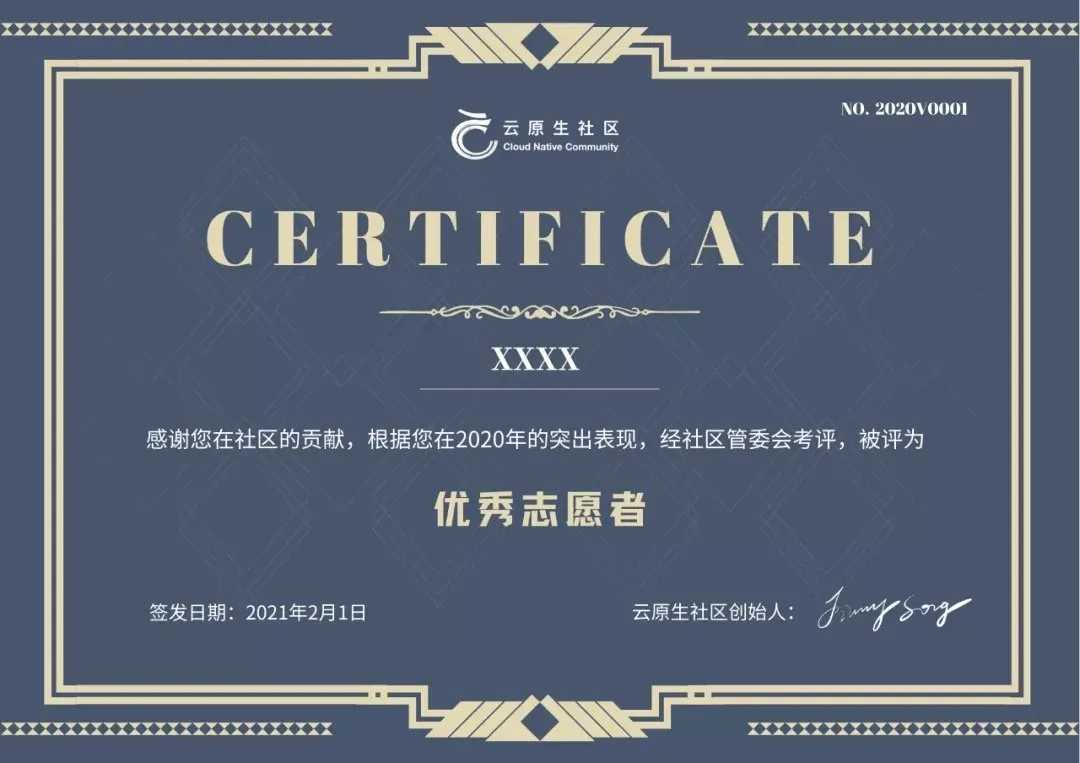 NO. 2020V0001
云原生社区
Cloud Native Community
CERTIFICATE
XXXX
感谢您在社区的贡献，根据您在2020年的突出表现，经社区管委会考评，被评为
优秀志愿者
签发日期：2021年2月1日
云原生社区创始人： Jimmy Song